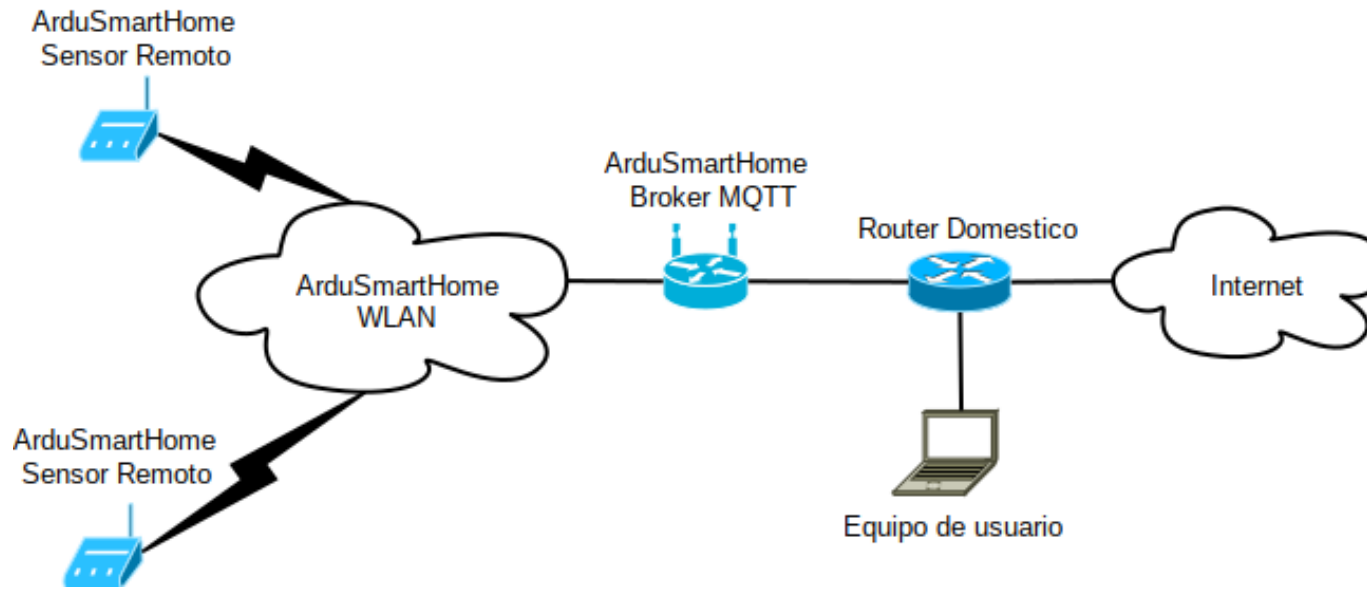 ArduSmartHome
Sensor Remoto
ArduSmartHome
Broker MQTT
Router Domestico
ArduSmartHome
WLAN
Internet
ArduSmartHome
Sensor Remoto
Equipo de usuario